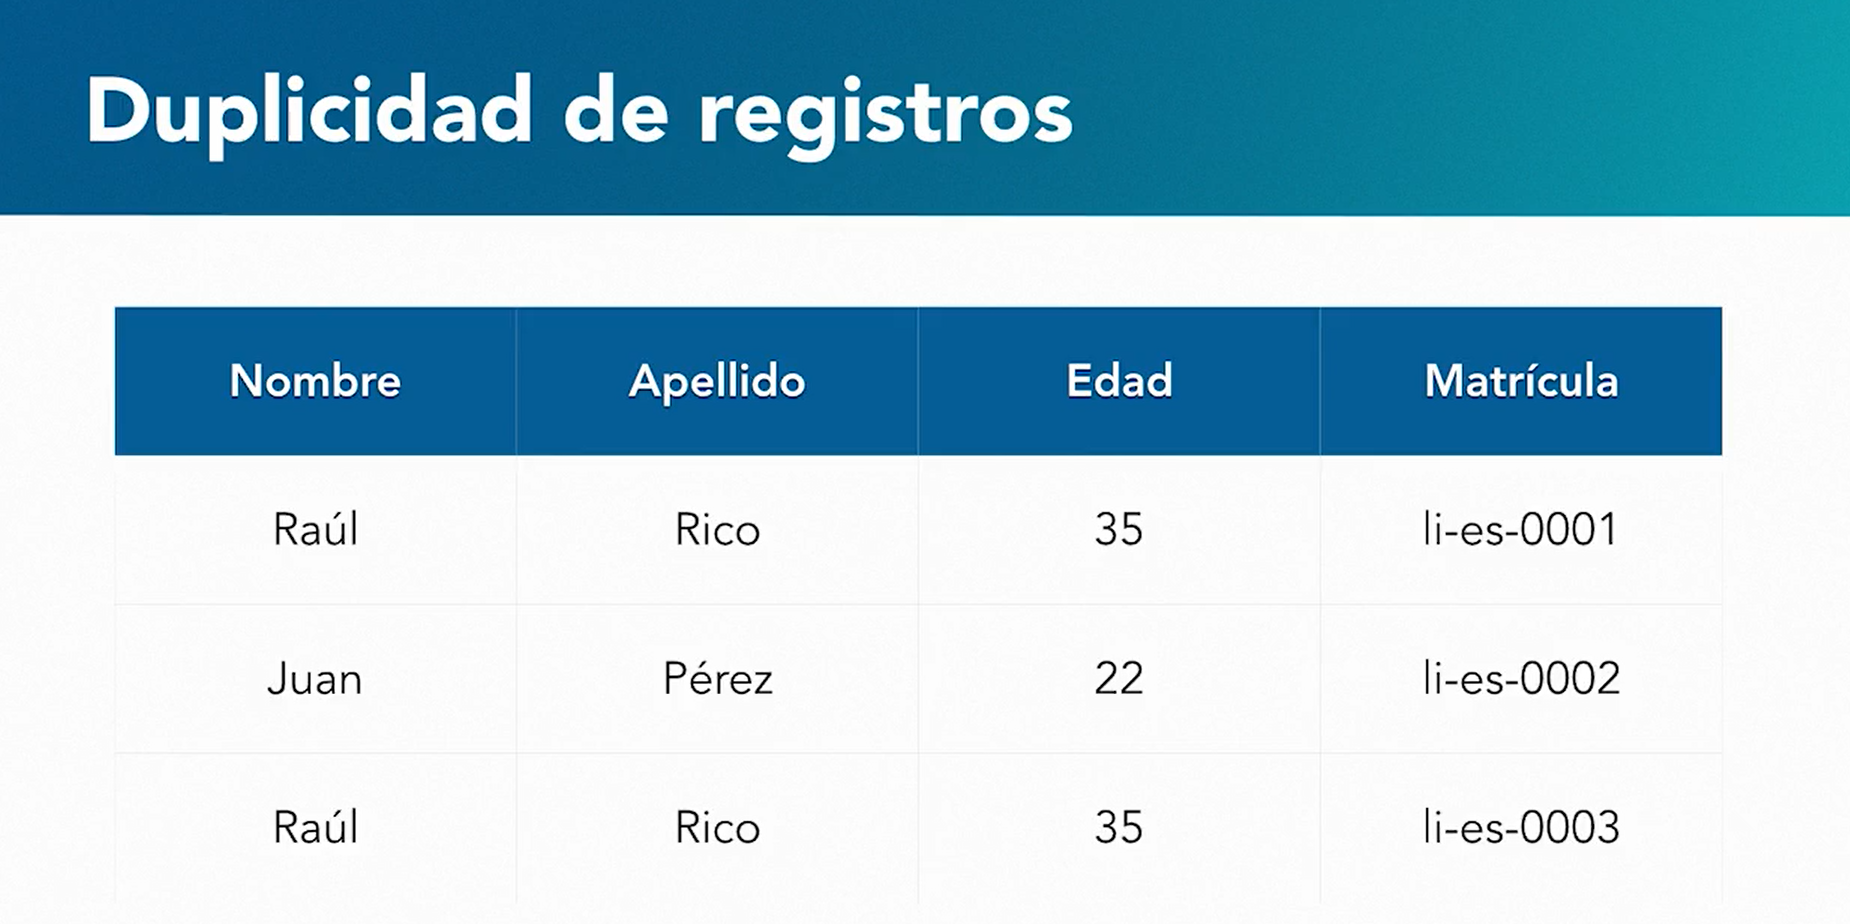 Duplicidad de registros
Nombre Apellido Edad Matrícula
Raúl Rico 35 li-es-0001
Juan Pérez 22 li-es-0002
Raúl Rico 35 li-es-0003